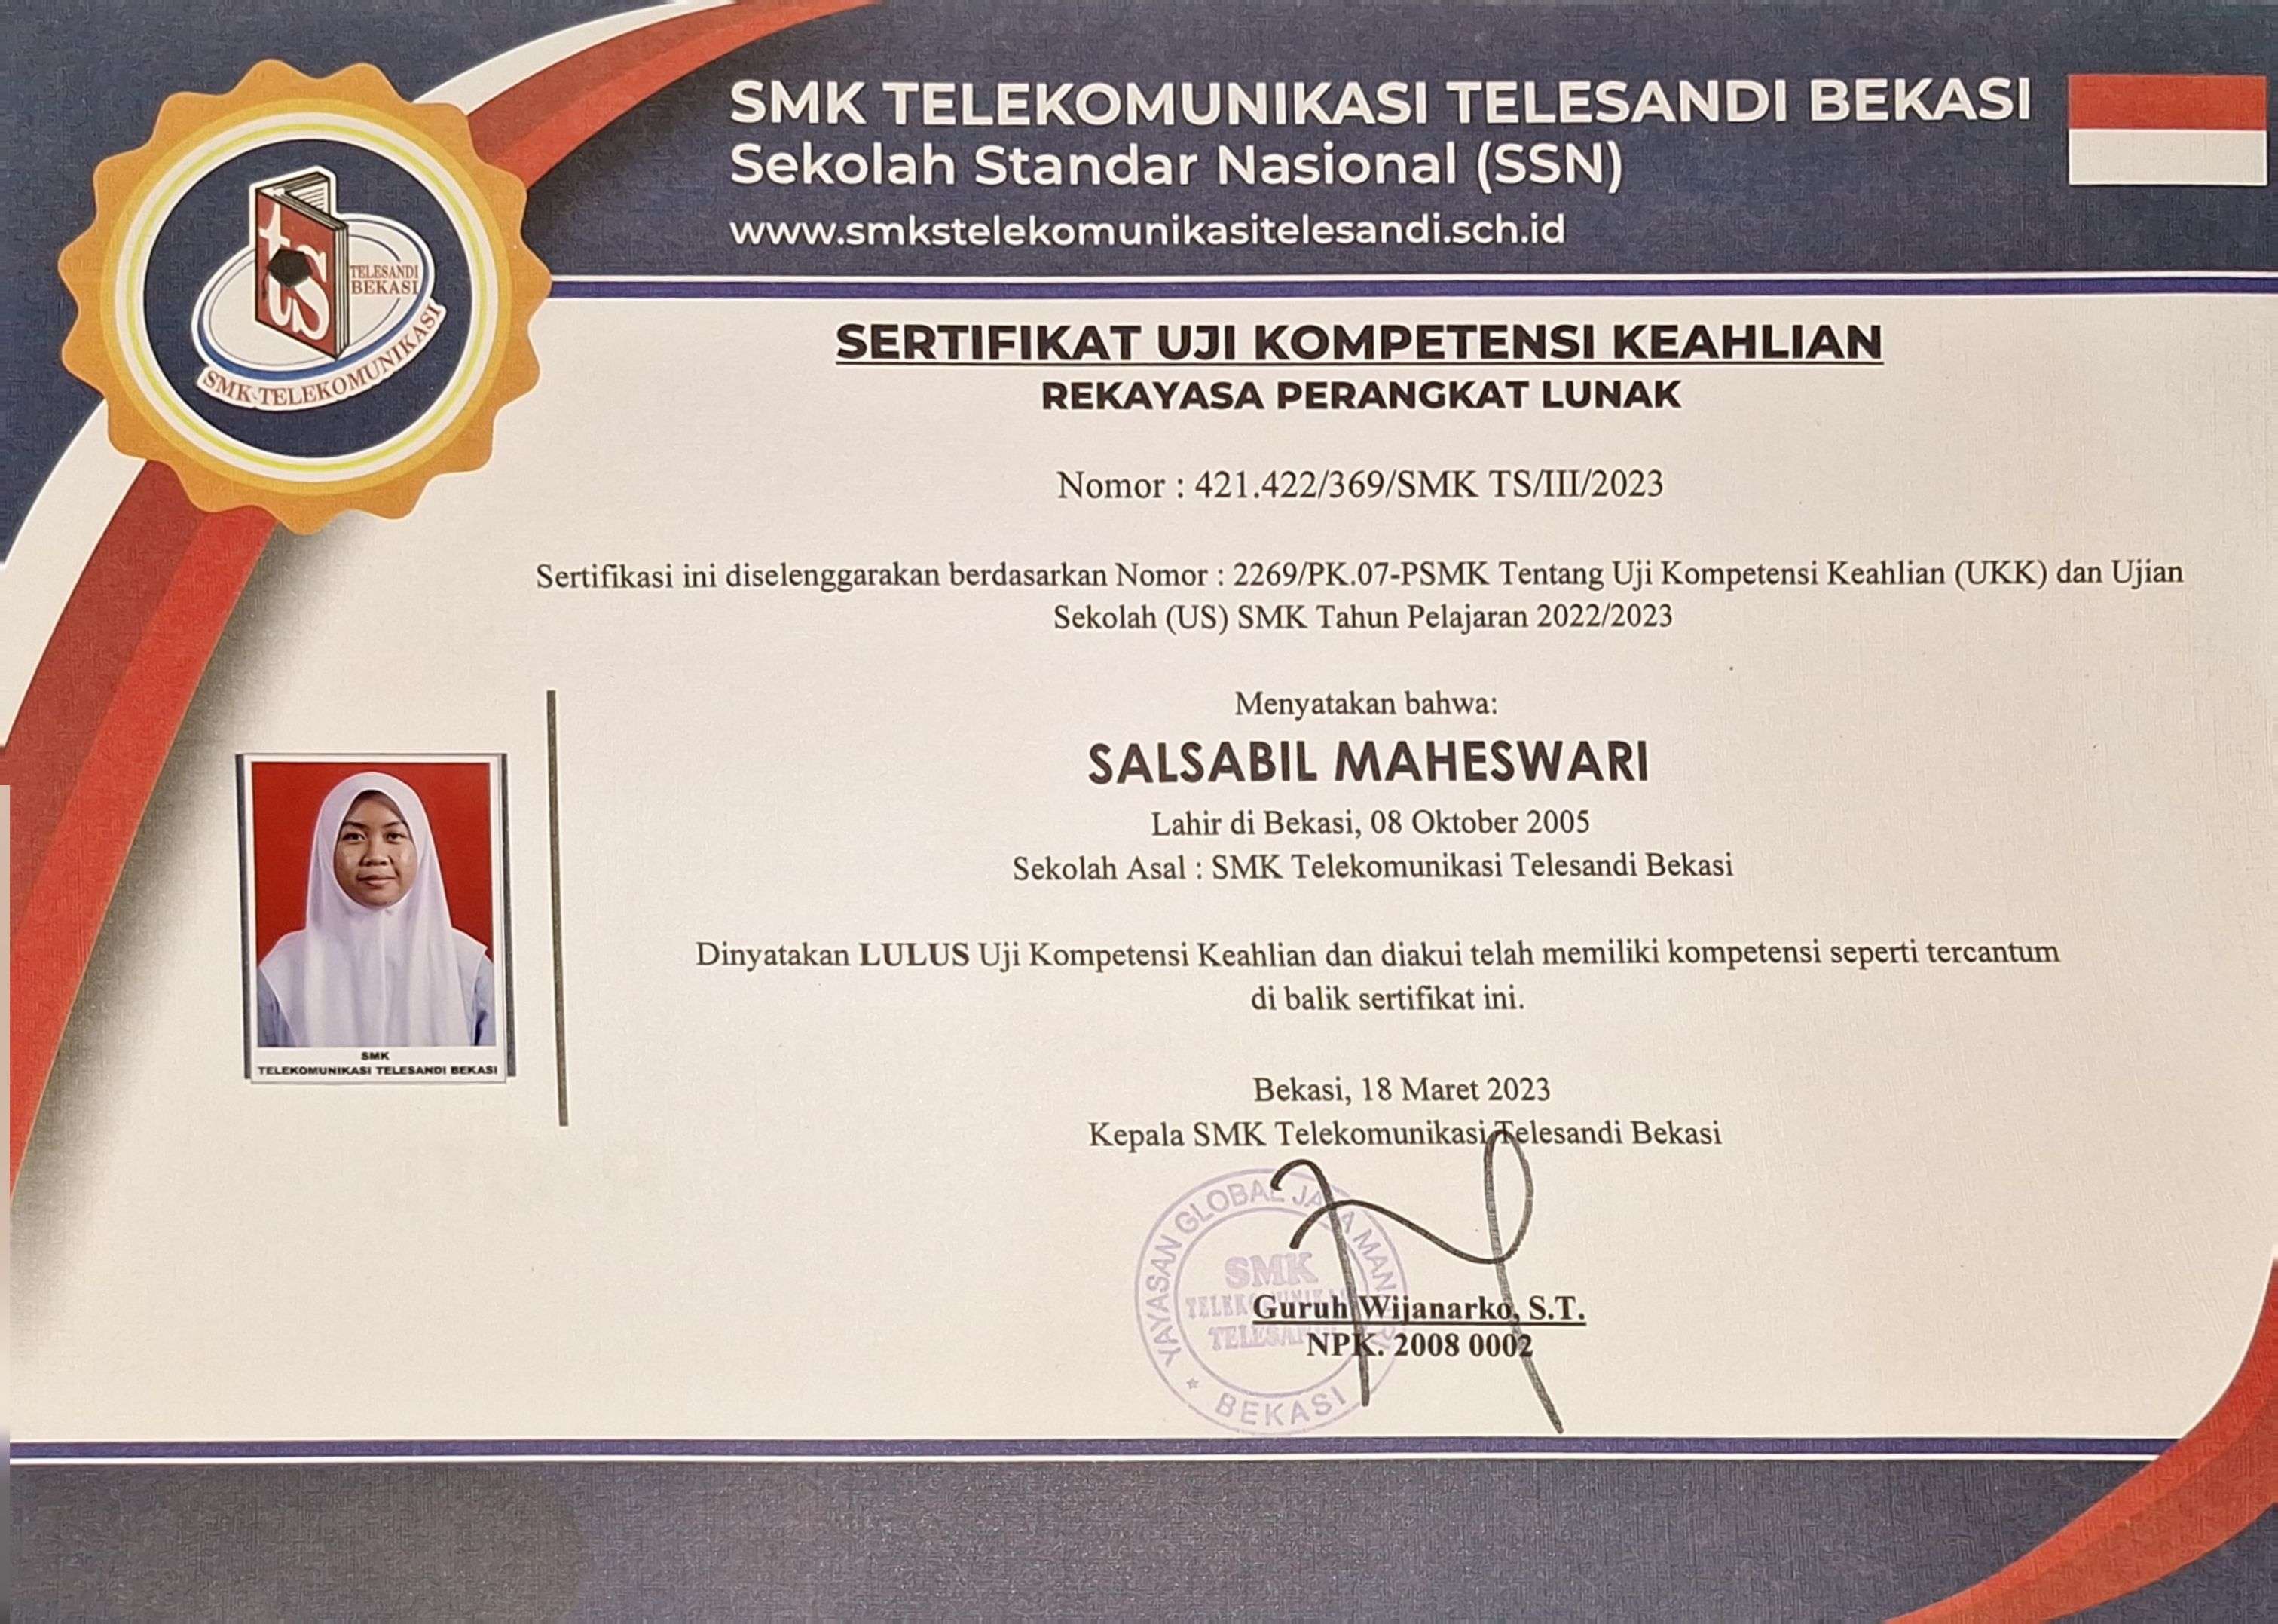 SMK TELEKOMUNIKASI TELESANDI BEKASI
Sekolah Standar Nasional (SSN)
www.smkstelekomunikasitelesandi.sch.id
ts
TELESANDI
BEKASI
SMK-TELEKOMUNIKASI
SERTIFIKAT UJI KOMPETENSI KEAHLIAN
REKAYASA PERANGKAT LUNAK
Nomor : 421.422/369/SMK TS/III/2023
Sertifikasi ini diselenggarakan berdasarkan Nomor : 2269/PK.07-PSMK Tentang Uji Kompetensi Keahlian (UKK) dan Ujian
Sekolah (US) SMK Tahun Pelajaran 2022/2023
Menyatakan bahwa:
SALSABIL MAHESWARI
Lahir di Bekasi, 08 Oktober 2005
Sekolah Asal : SMK Telekomunikasi Telesandi Bekasi
Dinyatakan LULUS Uji Kompetensi Keahlian dan diakui telah memiliki kompetensi seperti tercantum
di balik sertifikat ini.
SMK
TELEKOMUNIKASI TELESANDI BEKASI
Bekasi, 18 Maret 2023
Kepala SMK Telekomunikasi Telesandi Bekasi
YAYASAN GLOBAL
SMK
BEKASI
Guruh Wijanarko, S.T.
NPK. 2008 0002